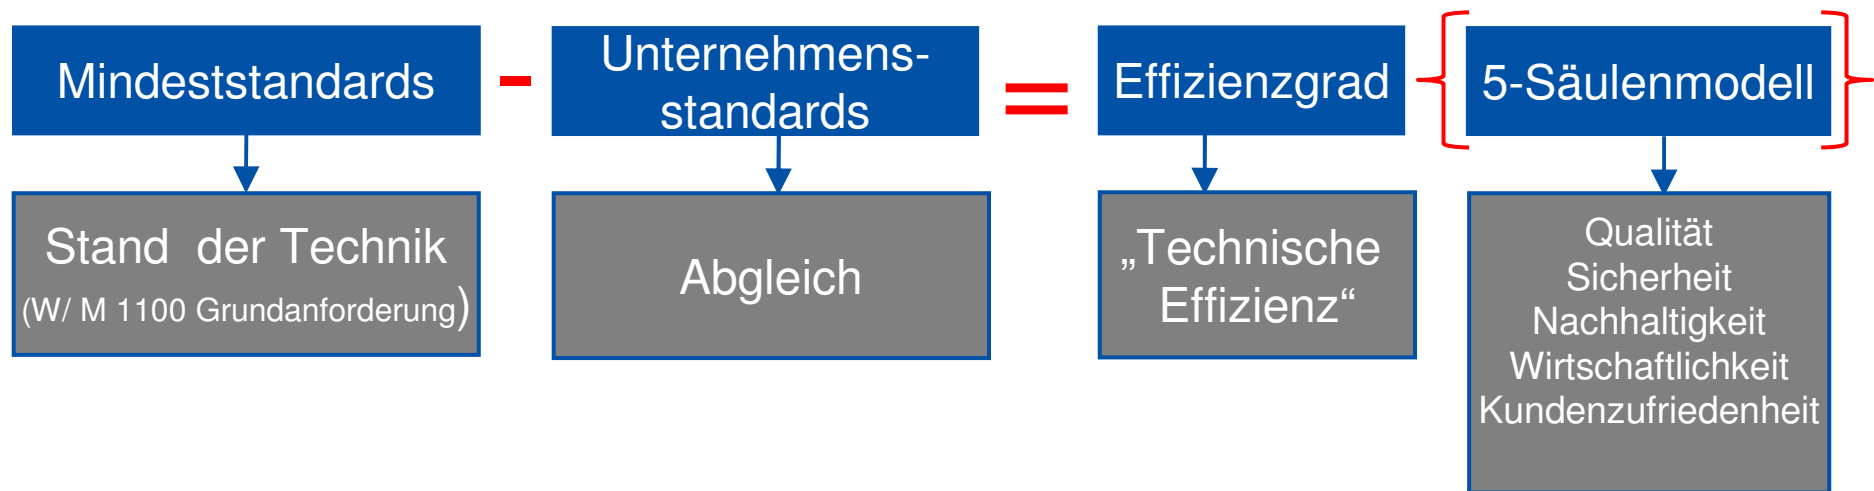 Mindeststandards
-
Unternehmens-
standards
=
Effizienzgrad
5-Säulenmodell
Stand der Technik
(W/ M 1100 Grundanforderung)
Abgleich
„Technische
Effizienz“
Qualität
Sicherheit
Nachhaltigkeit
Wirtschaftlichkeit
Kundenzufriedenheit